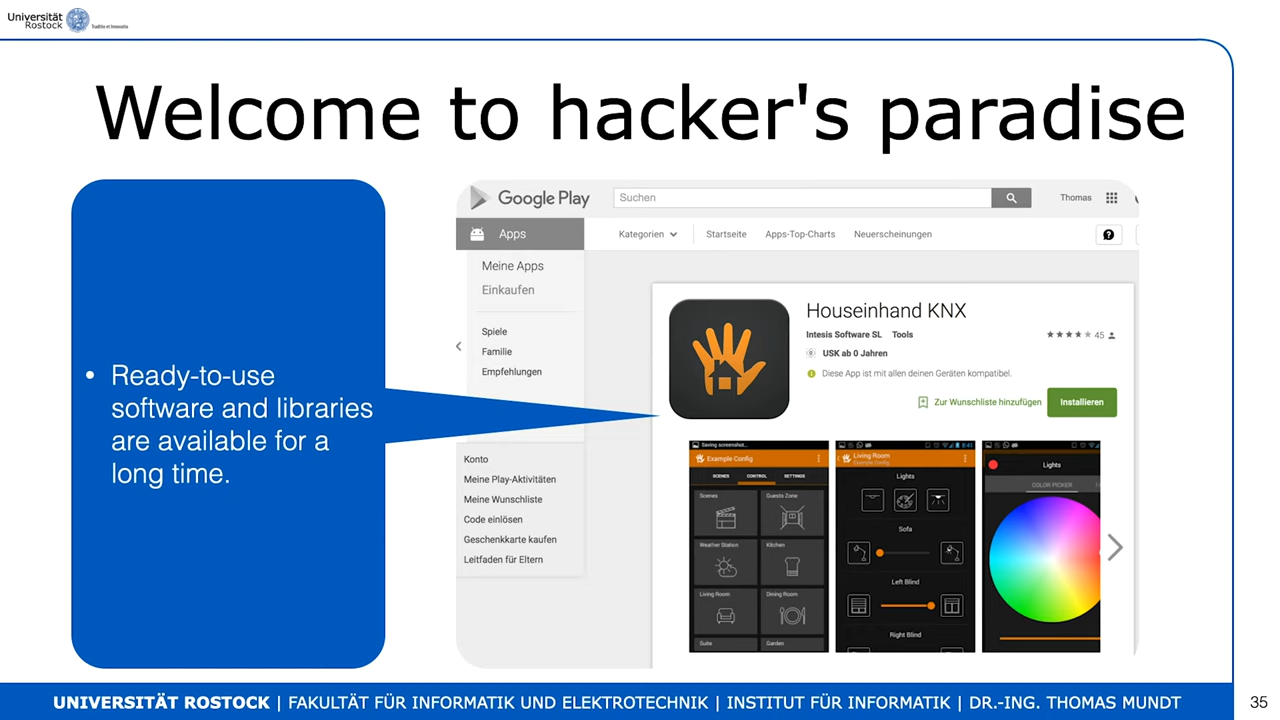 Universität
Rostock
Traditio et Innovatio
Welcome to hacker's paradise
• Ready-to-use
software and libraries
are available for a
long time.
Google Play
Suchen
Thomas
Apps
Kategorien
Startseite
Apps-Top-Charts
Neuerscheinungen
Meine Apps
Einkaufen
Spiele
Familie
Empfehlungen
Konto
Meine Play-Aktivitäten
Meine Wunschliste
Code einlösen
Geschenkkarte kaufen
Leitfaden für Eltern
Houseinhand KNX
Intesis Software SL Tools
45
USK ab 0 Jahren
Diese App ist mit allen deinen Geräten kompatibel.
Zur Wunschliste hinzufügen
Installieren
Saving screenshot...
Example Config
SCENES CONTROL SETTINGS
Scenes
Guests Zone
Weather Station
Kitchen
Living Room
Dining Room
Suite
Garden
8:41
Living Room
Example Config
Lights
Sofa
Left Blind
Right Blind
Lights
COLOR PICKER
UNIVERSITÄT ROSTOCK | FAKULTÄT FÜR INFORMATIK UND ELEKTROTECHNIK | INSTITUT FÜR INFORMATIK | DR.-ING. THOMAS MUNDT
35